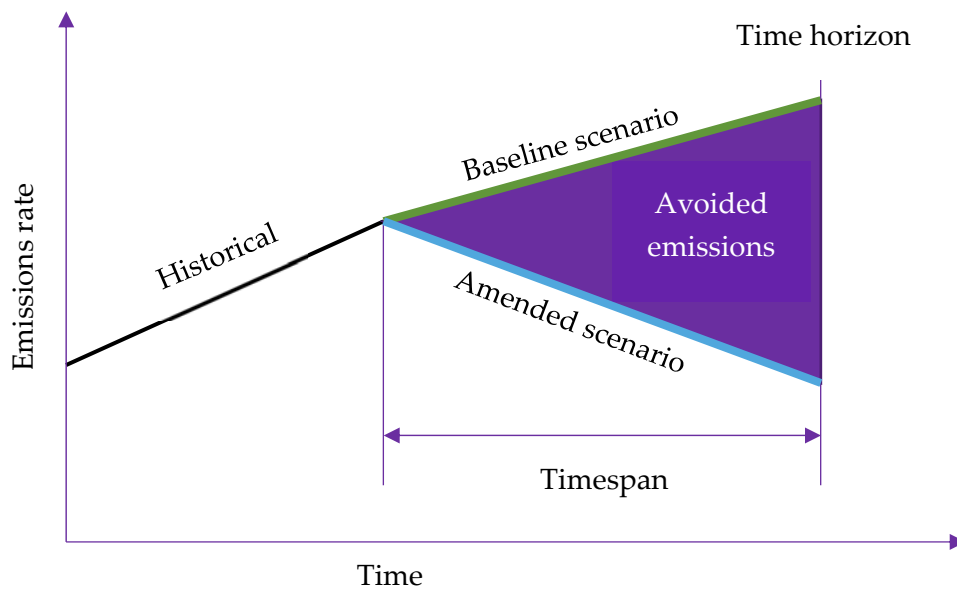 Time horizon
Baseline scenario
Avoided
emissions
Historical
Emissions rate
Amended scenario
Timespan
Time